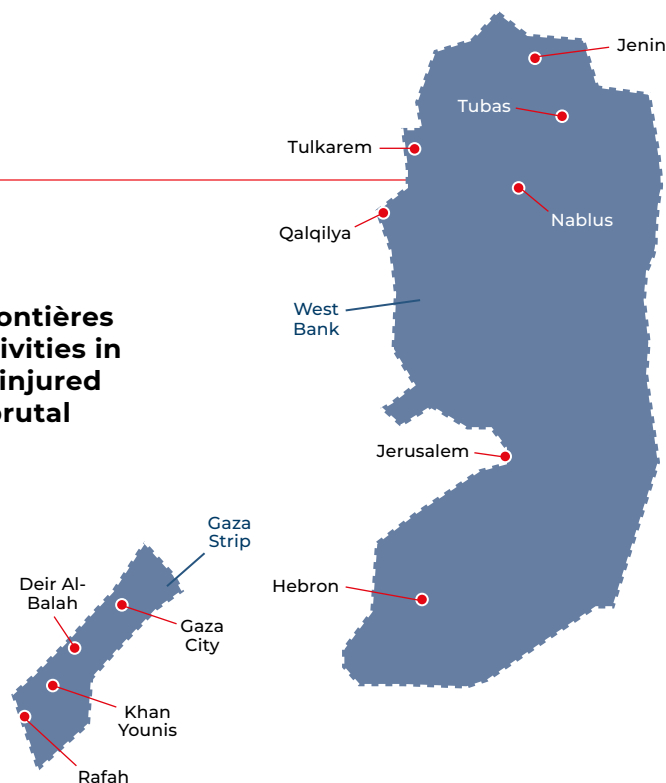 Jenin
Tubas
Tulkarem
Nablus
Qalqilya
West
Bank
ontières
ivities in
injured
rutal
Jerusalem
Gaza
Strip
Deir Al-
Balah
Hebron
Gaza
City
Khan
Younis
Rafah